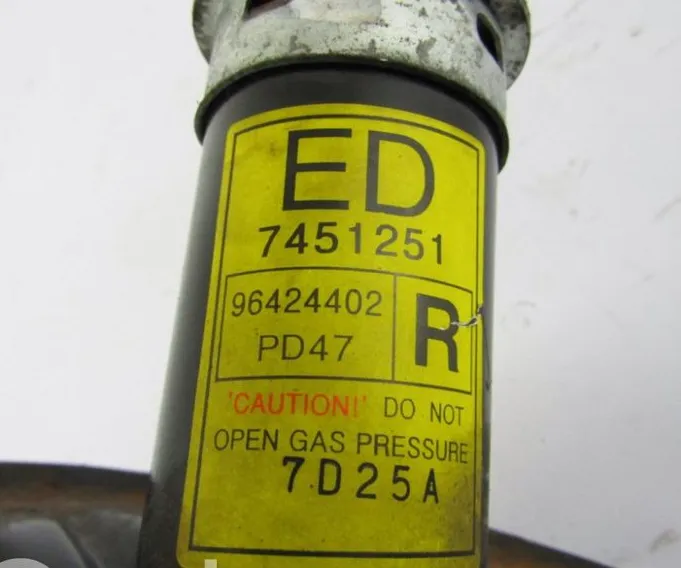 ED
7451251
96424402
PD47
R
'CAUTION!' DO NOT
OPEN GAS PRESSURE
7D25A